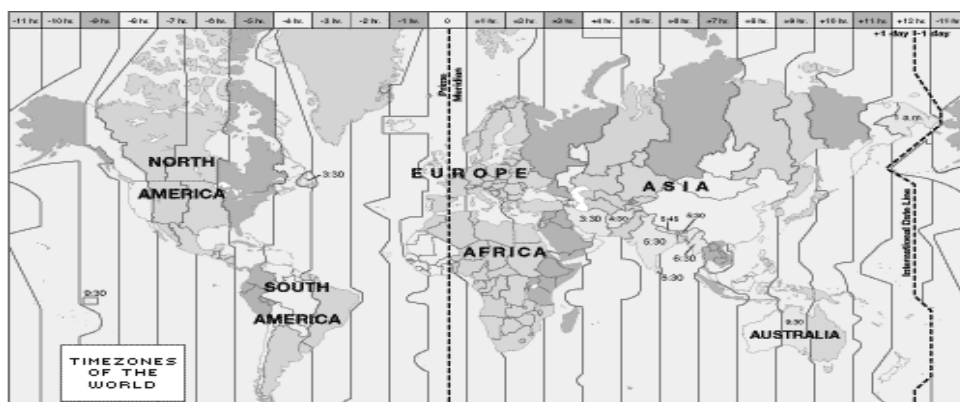 -11 hr. -10 hr. -9 hr. -8 hr. -7 hr. -6 hr. -5 hr. -4 hr. -3 hr. -2 hr. -1 hr. 0 +1 hr. +2 hr. +3 hr. +4 hr. +5 hr. +6 hr. +7 hr. +8 hr. +9 hr. +10 hr. +11 hr. +12 hr. -11 hr.
+1 day -1 day
Prime
Meridian
1 a.m.
NORTH
AMERICA
3:30
EUROPE
ASIA
3:30
4:30
5:45
6:30
5:30
6:30
5:30
AFRICA
International Date Line
SOUTH
AMERICA
9:30
9:30
AUSTRALIA
TIMEZONES
OF THE
WORLD